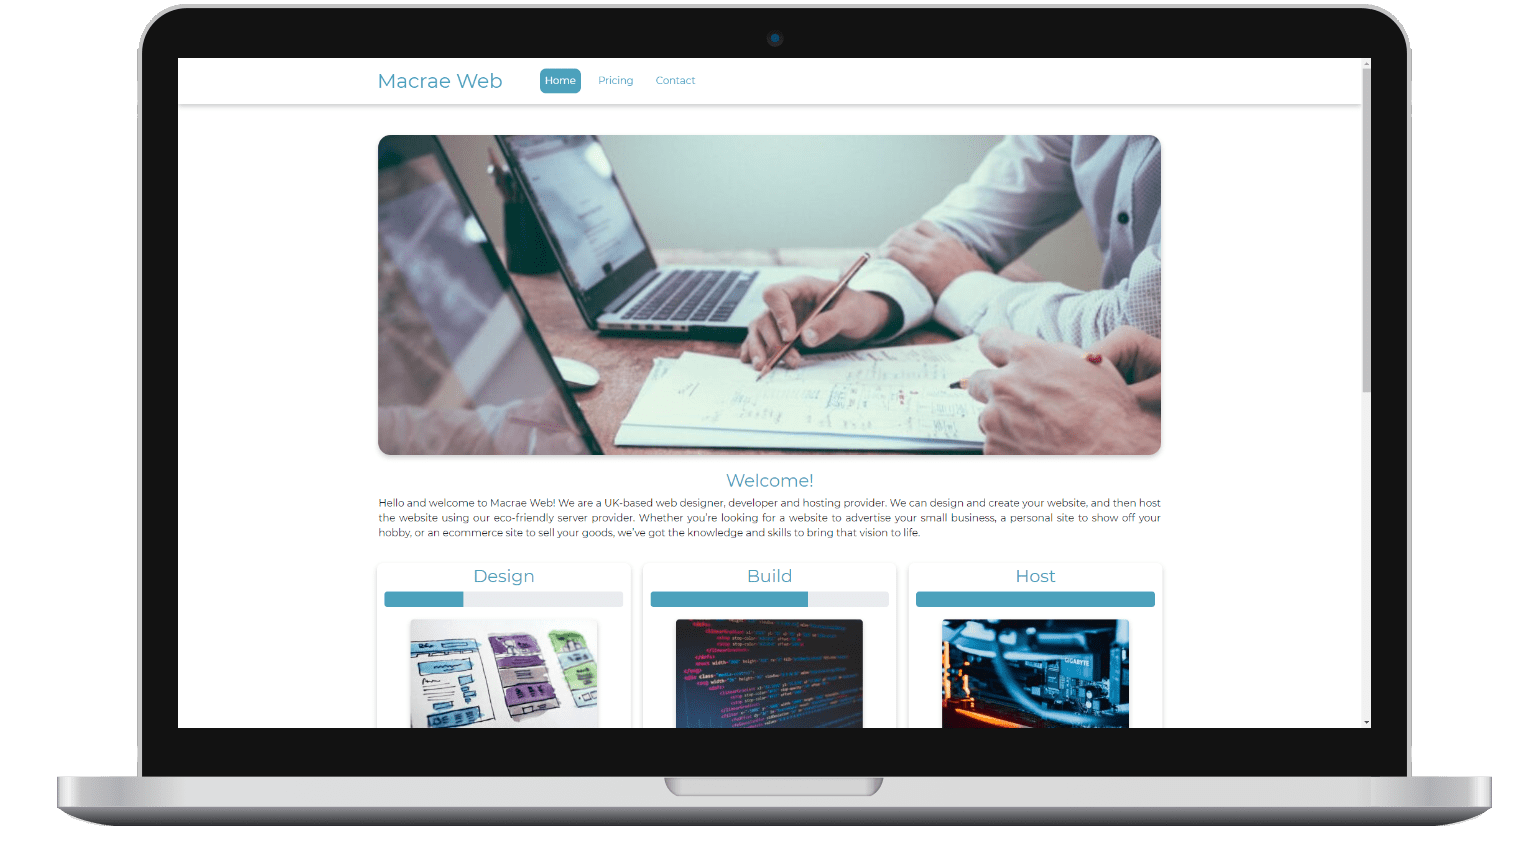 Macrae Web Home Pricing Contact
Welcome!
Hello and welcome to Macrae Web! We are a UK-based web designer, developer and hosting provider. We can design and create your website, and then host
the website using our eco-friendly server provider. Whether you're looking for a website to advertise your small business, a personal site to show off your
hobby, or an ecommerce site to sell your goods, we've got the knowledge and skills to bring that vision to life.
Design Build Host
GIGABYTE